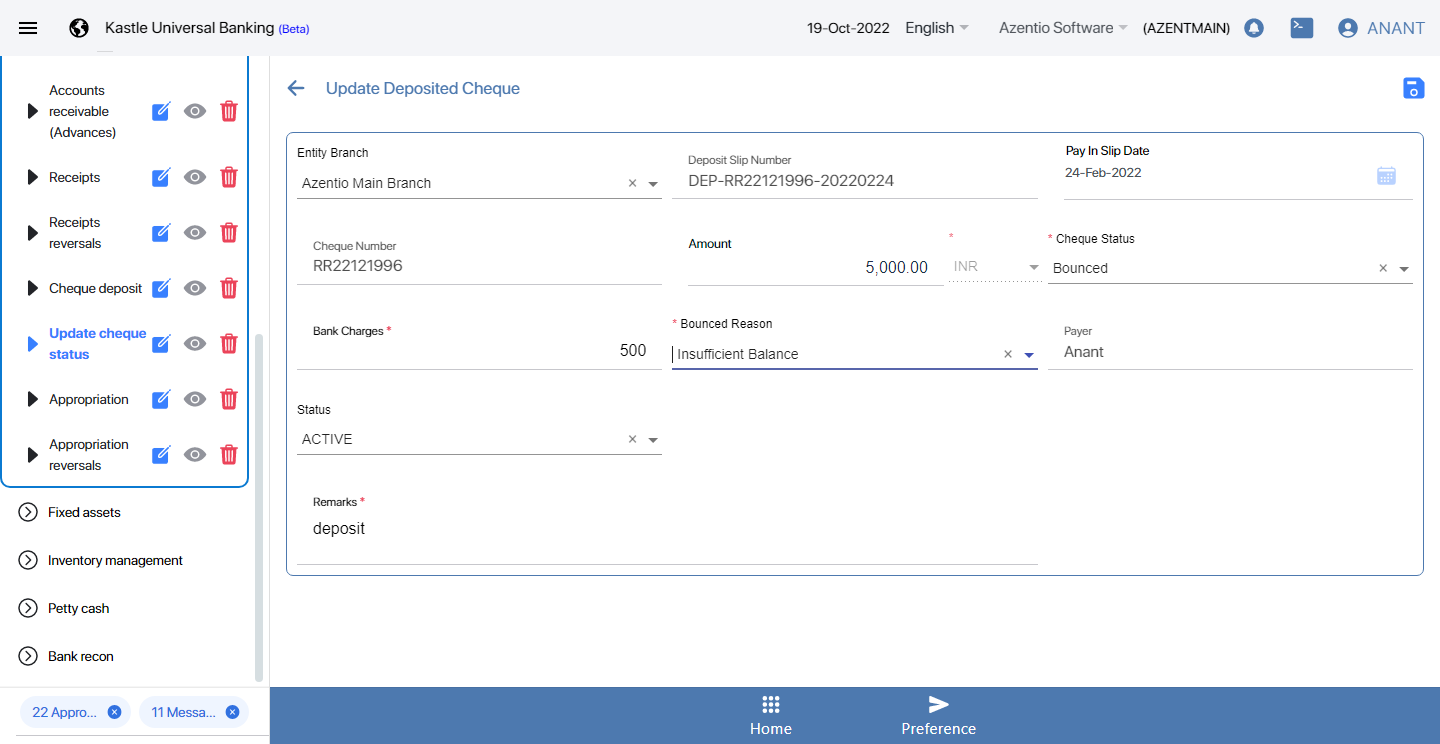 Kastle Universal Banking (Beta)
19-Oct-2022
English
Azentio Software
(AZENTMAIN)
ANANT
Accounts
receivable
(Advances)
Receipts
Receipts
reversals
Cheque deposit
Update cheque
status
Appropriation
Appropriation
reversals
Fixed assets
Inventory management
Petty cash
Bank recon
22 Appro...
11 Messa...
Update Deposited Cheque
Entity Branch
Azentio Main Branch
Deposit Slip Number
DEP-RR22121996-20220224
Pay In Slip Date
24-Feb-2022
Cheque Number
RR22121996
Amount
5,000.00
*
INR
* Cheque Status
Bounced
Bank Charges *
500
* Bounced Reason
Insufficient Balance
Payer
Anant
Status
ACTIVE
Remarks *
deposit
Home
Preference